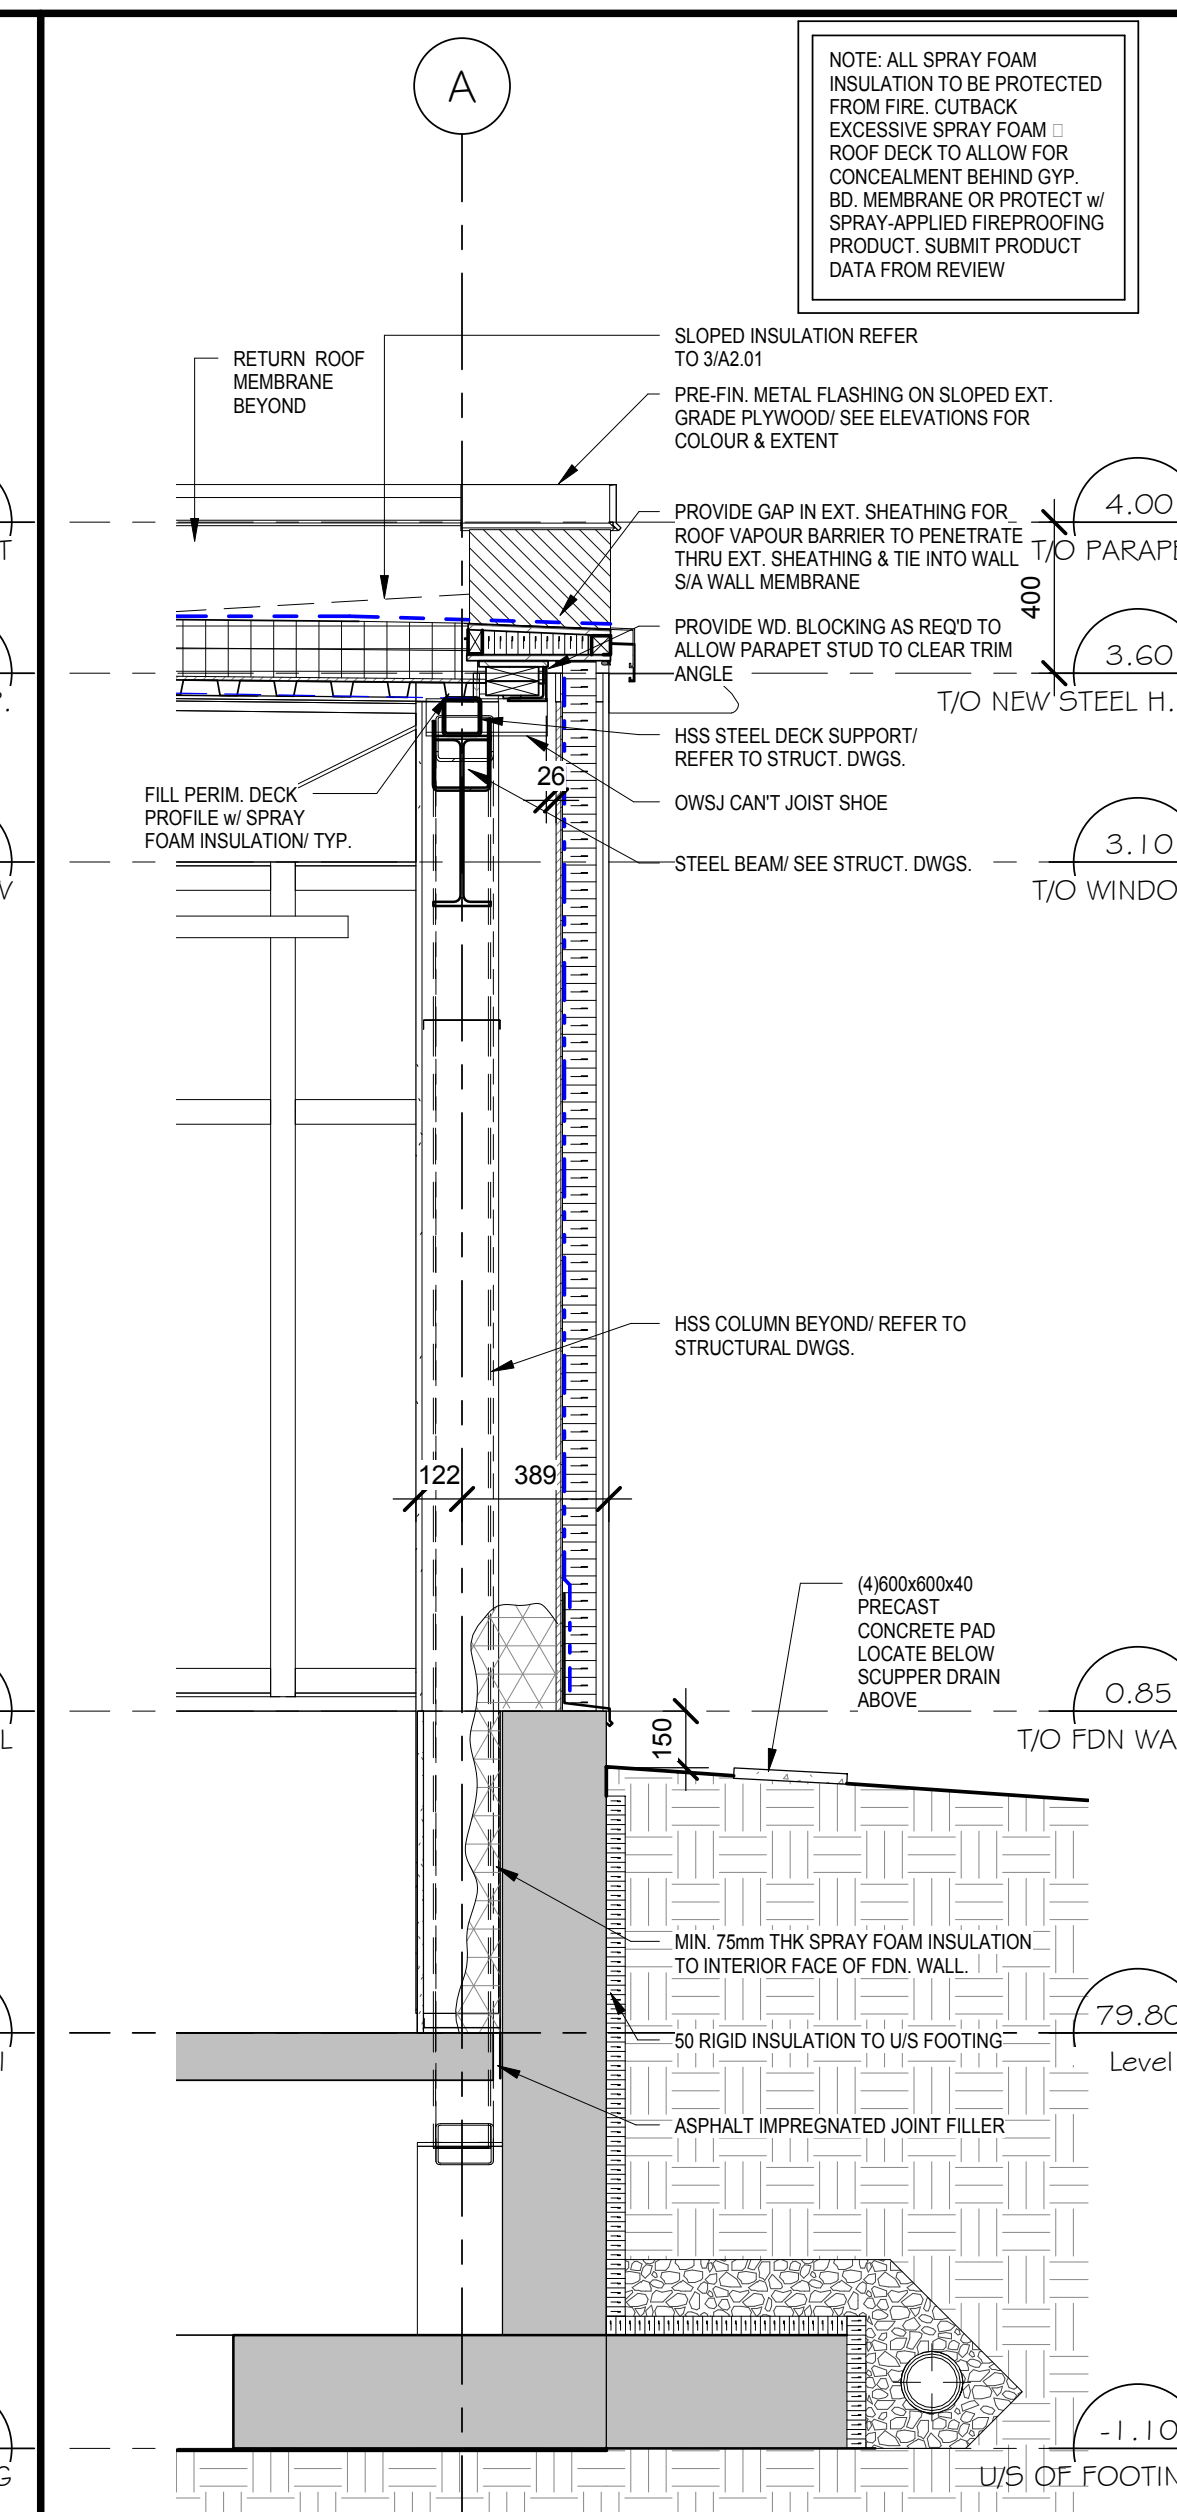 A
NOTE: ALL SPRAY FOAM
INSULATION TO BE PROTECTED
FROM FIRE. CUTBACK
EXCESSIVE SPRAY FOAM □
ROOF DECK TO ALLOW FOR
CONCEALMENT BEHIND GYP.
BD. MEMBRANE OR PROTECT w/
SPRAY-APPLIED FIREPROOFING
PRODUCT. SUBMIT PRODUCT
DATA FROM REVIEW
SLOPED INSULATION REFER
TO 3/A2.01
RETURN ROOF
MEMBRANE
BEYOND
PRE-FIN. METAL FLASHING ON SLOPED EXT.
GRADE PLYWOOD/ SEE ELEVATIONS FOR
COLOUR & EXTENT
PROVIDE GAP IN EXT. SHEATHING FOR
ROOF VAPOUR BARRIER TO PENETRATE
THRU EXT. SHEATHING & TIE INTO WALL
S/A WALL MEMBRANE
4.00
T/O PARAPE
T
400
PROVIDE WD. BLOCKING AS REQ'D TO
ALLOW PARAPET STUD TO CLEAR TRIM
ANGLE
3.60
T/O NEW STEEL H.
.
HSS STEEL DECK SUPPORT/
REFER TO STRUCT. DWGS.
26
OWSJ CAN'T JOIST SHOE
FILL PERIM. DECK
PROFILE w/ SPRAY
FOAM INSULATION/ TYP.
STEEL BEAM/ SEE STRUCT. DWGS.
3.10
T/O WINDO
HSS COLUMN BEYOND/ REFER TO
STRUCTURAL DWGS.
122
389
(4)600x600x40
PRECAST
CONCRETE PAD
LOCATE BELOW
SCUPPER DRAIN
ABOVE
0.85
T/O FDN WA
L
150
MIN. 75mm THK SPRAY FOAM INSULATION
TO INTERIOR FACE OF FDN. WALL.
50 RIGID INSULATION TO U/S FOOTING
79.80
Level
ASPHALT IMPREGNATED JOINT FILLER
-1.10
U/S OF FOOTIN
G